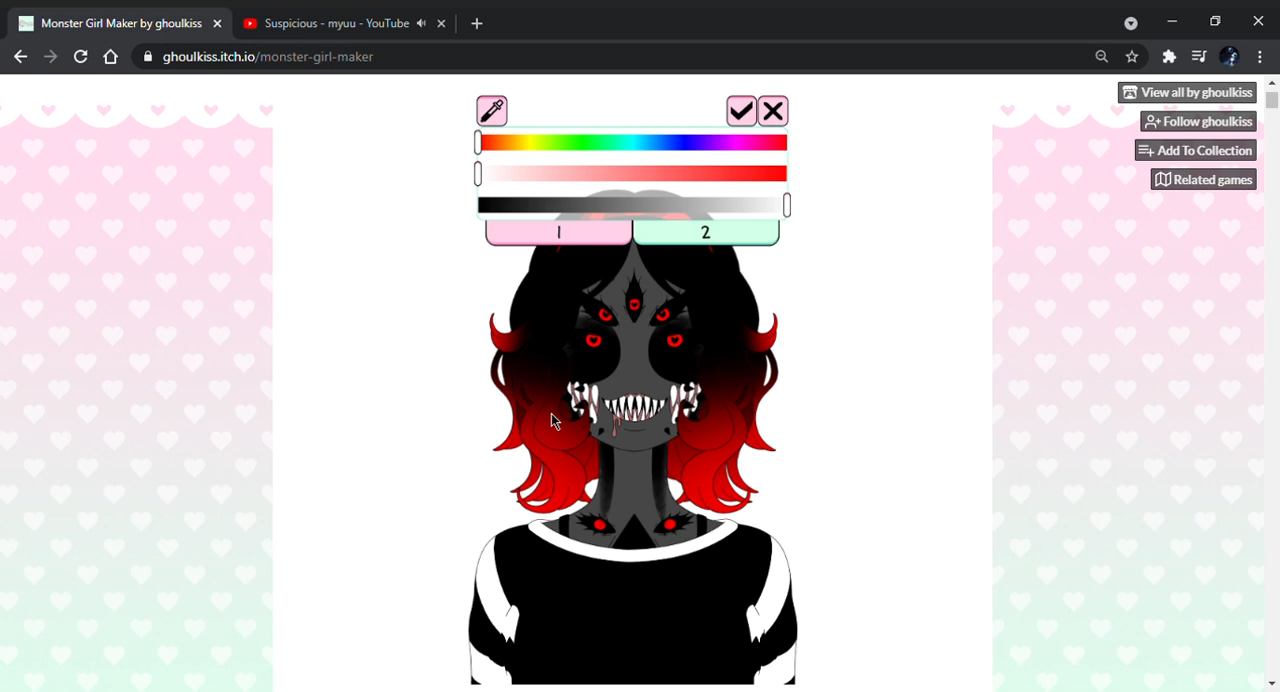 Monster Girl Maker by ghoulkiss
Suspicious - myuu - YouTube
ghoulkiss.itch.io/monster-girl-maker
View all by ghoulkiss
Follow ghoulkiss
Add To Collection
Related games
1 2